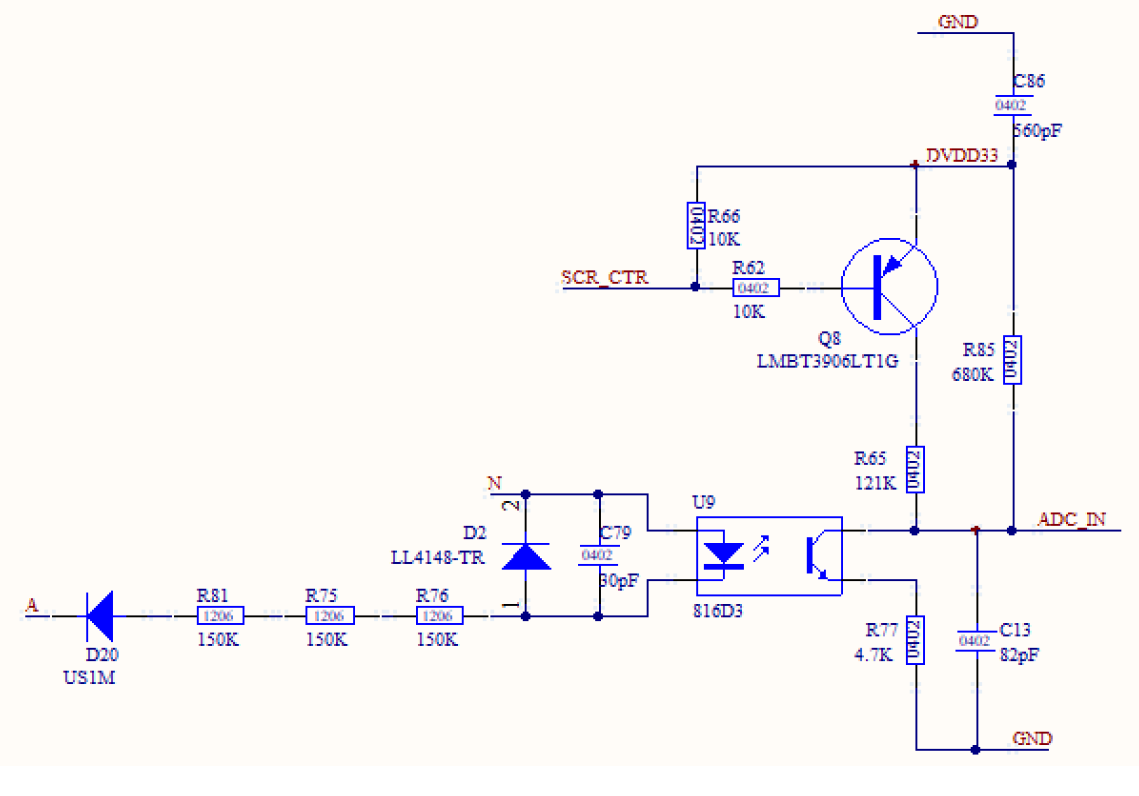 GND
C86
0402
560pF
DVDD33
R66
0402
10K
SCR_CTR
R62
0402
10K
Q8
LMBT3906LT1G
R85
0402
680K
R65
0402
121K
N
2
D2
LL4148-TR
1
C79
0402
30pF
U9
816D3
ADC_IN
A
D20
US1M
R81
1206
150K
R75
1206
150K
R76
1206
150K
R77
0402
4.7K
C13
0402
82pF
GND